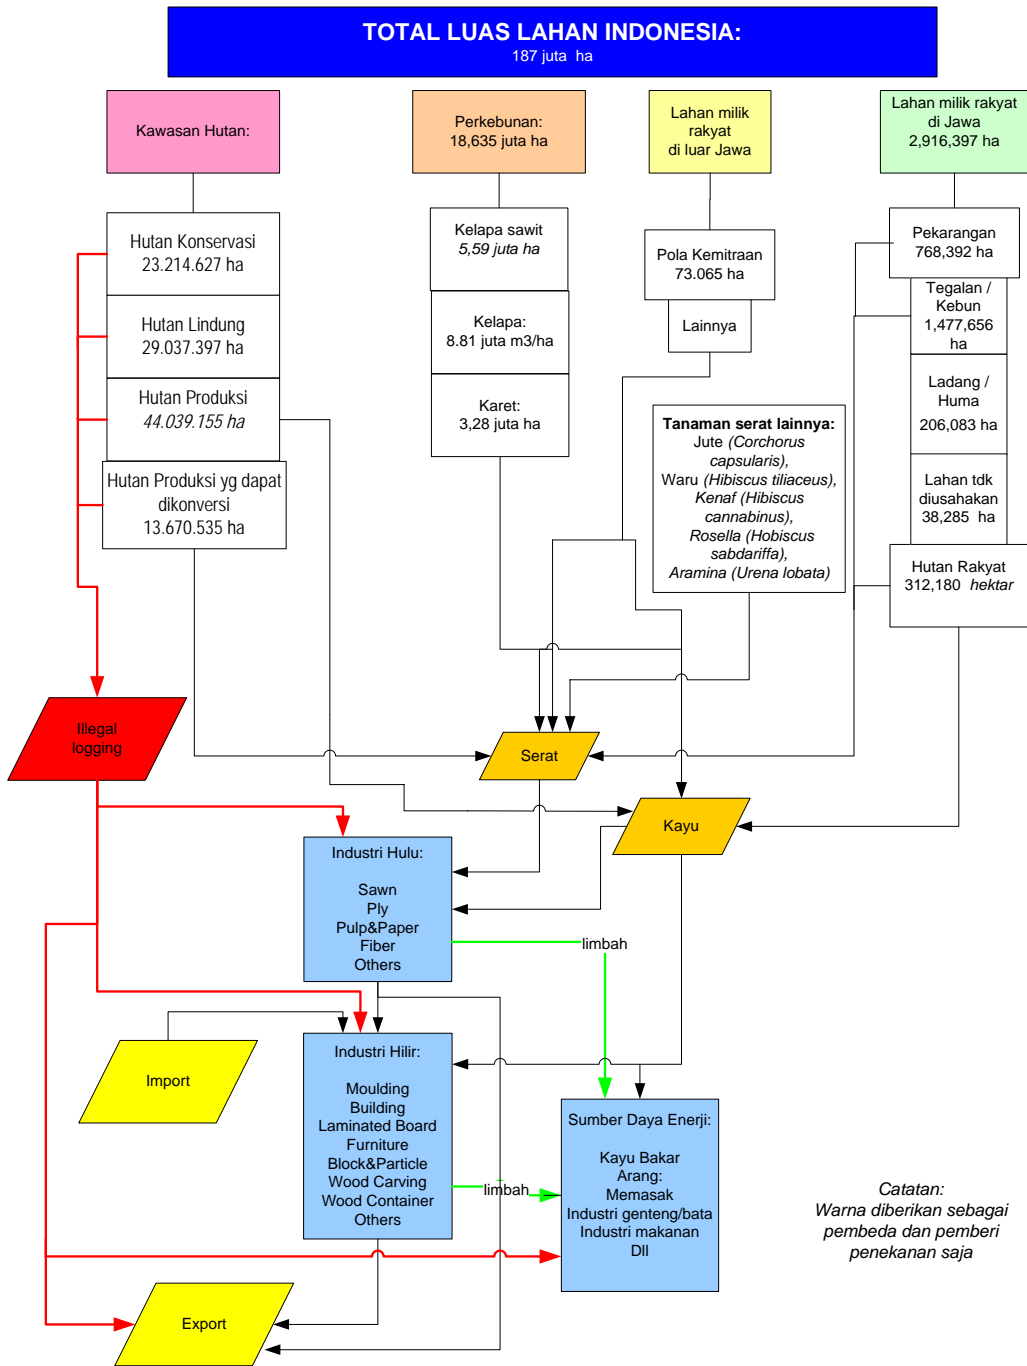 TOTAL LUAS LAHAN INDONESIA:
187 juta  ha
Kawasan Hutan:
Perkebunan:
18,635 juta ha
Lahan milik
rakyat
di luar Jawa
Lahan milik rakyat
di Jawa
2,916,397 ha
Hutan Konservasi
23.214.627 ha
Hutan Lindung
29.037.397 ha
Hutan Produksi
44.039.155 ha
Hutan Produksi yg dapat
dikonversi
13.670.535 ha
Kelapa sawit
5,59 juta ha
Kelapa:
8.81 juta m3/ha
Karet:
3,28 juta ha
Pola Kemitraan
73.065 ha
Lainnya
Tanaman serat lainnya:
Jute (Corchorus
capsularis),
Waru (Hibiscus tiliaceus),
Kenaf (Hibiscus
cannabinus),
Rosella (Hobiscus
sabdariffa),
Aramina (Urena lobata)
Pekarangan
768,392 ha
Tegalan /
Kebun
1,477,656
ha
Ladang /
Huma
206,083 ha
Lahan tdk
diusahakan
38,285  ha
Hutan Rakyat
312,180  hektar
Illegal
logging
Serat
Kayu
Industri Hulu:
Sawn
Ply
Pulp&Paper
Fiber
Others
limbah
Import
Industri Hilir:
Moulding
Building
Laminated Board
Furniture
Block&Particle
Wood Carving
Wood Container
Others
limbah
Sumber Daya Enerji:
Kayu Bakar
Arang:
Memasak
Industri genteng/bata
Industri makanan
Dll
Catatan:
Warna diberikan sebagai
pembeda dan pemberi
penekanan saja
Export